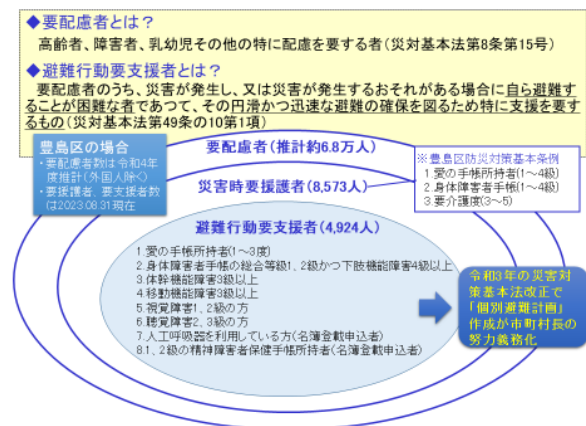 ◆要配慮者とは？
高齢者、障害者、乳幼児その他の特に配慮を要する者（災対基本法第8条第15号）
◆避難行動要支援者とは？
要配慮者のうち、災害が発生し、又は災害が発生するおそれがある場合に自ら避難す
ることが困難な者であつて、その円滑かつ迅速な避難の確保を図るため特に支援を要す
るもの（災対基本法第49条の10第1項）
豊島区の場合
・要配慮者数は令和4年
度推計（外国人除く）
・要援護者、要支援者数
は2023.08.31現在
要配慮者（推計約6.8万人）
※豊島区防災対策基本条例
1.愛の手帳所持者（1～4級）
2.身体障害者手帳（1～4級）
3.要介護度（3～5）
災害時要援護者（8,573人）
避難行動要支援者（4,924人）
1.愛の手帳所持者（1～3度）
2.身体障害者手帳の総合等級1、2級かつ下肢機能障害4級以上
3.体幹機能障害3級以上
4.移動機能障害3級以上
5.視覚障害1、2級の方
6.聴覚障害2、3級の方
7.人工呼吸器を利用している方（名簿登載申込者）
8.1、2級の精神障害者保健手帳所持者（名簿登載申込者）
令和3年の災害対
策基本法改正で
「個別避難計画」
作成が市町村長の
努力義務化